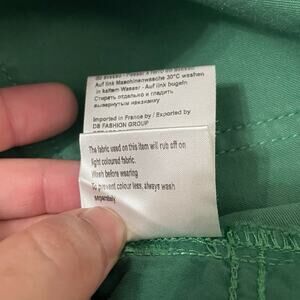 Auf link Maschinenwäsche 30°C waschen
in kaltem Wasser - Auf link bugeln
Стирать отдельно и гладить
вывернутым наизнанку
Imported in France by / Exported by
DB FASHION GROUP
The fabric used on this item will rub off on
light coloured fabric.
Wash before wearing
To prevent colour loss, always wash
separately